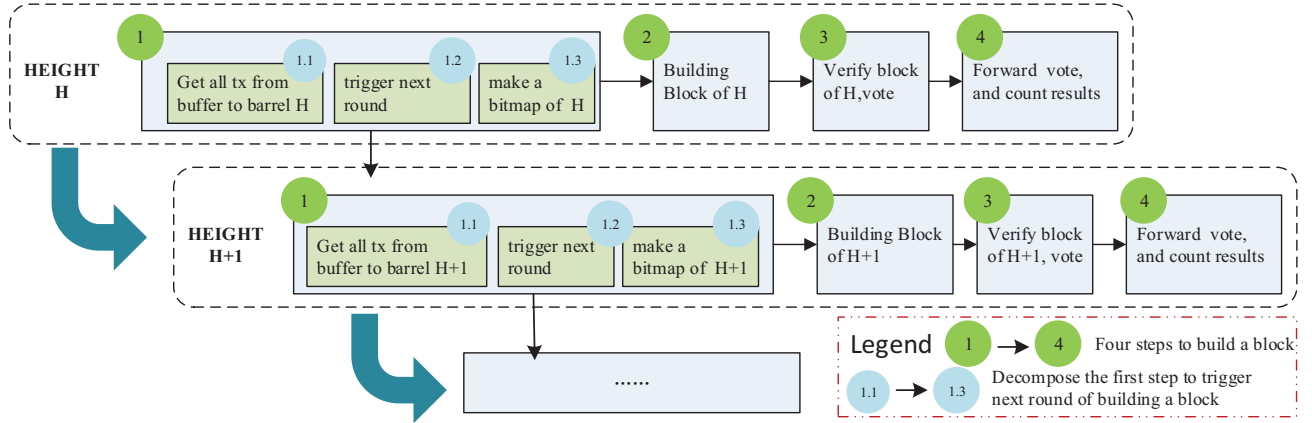 HEIGHT
H
1
1.1
Get all tx from
buffer to barrel H
1.2
trigger next
round
1.3
make a
bitmap of H
2
Building
Block of H
3
Verify block
of H,vote
4
Forward vote,
and count results
HEIGHT
H+1
1
1.1
Get all tx from
buffer to barrel H+1
1.2
trigger next
round
1.3
make a
bitmap of H+1
2
Building Block
of H+1
3
Verify block
of H+1, vote
4
Forward vote,
and count results
......
Legend 1 4 Four steps to build a block
1.1 1.3 Decompose the first step to trigger
next round of building a block